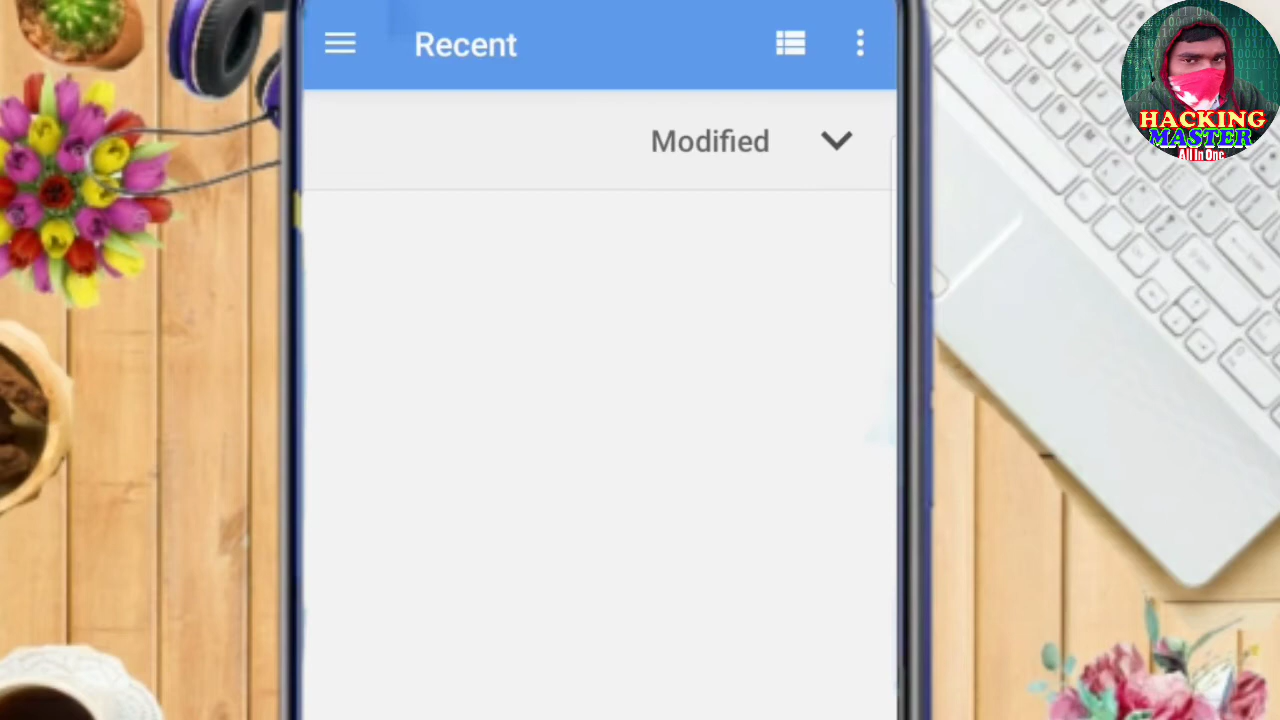 Recent
Modified
HACKING
MASTER
All In One